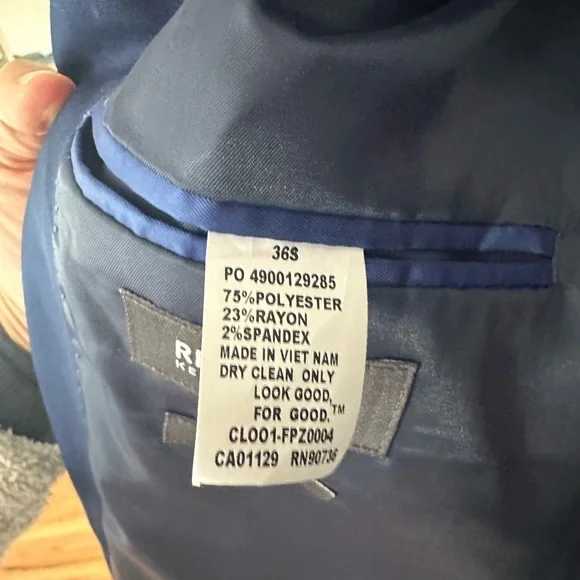 36S
PO 4900129285
75%POLYESTER
23%RAYON
2%SPANDEX
MADE IN VIET NAM
DRY CLEAN ONLY
LOOK GOOD,
FOR GOOD.™
CLOO1-FPZ0004
CA01129 RN90736